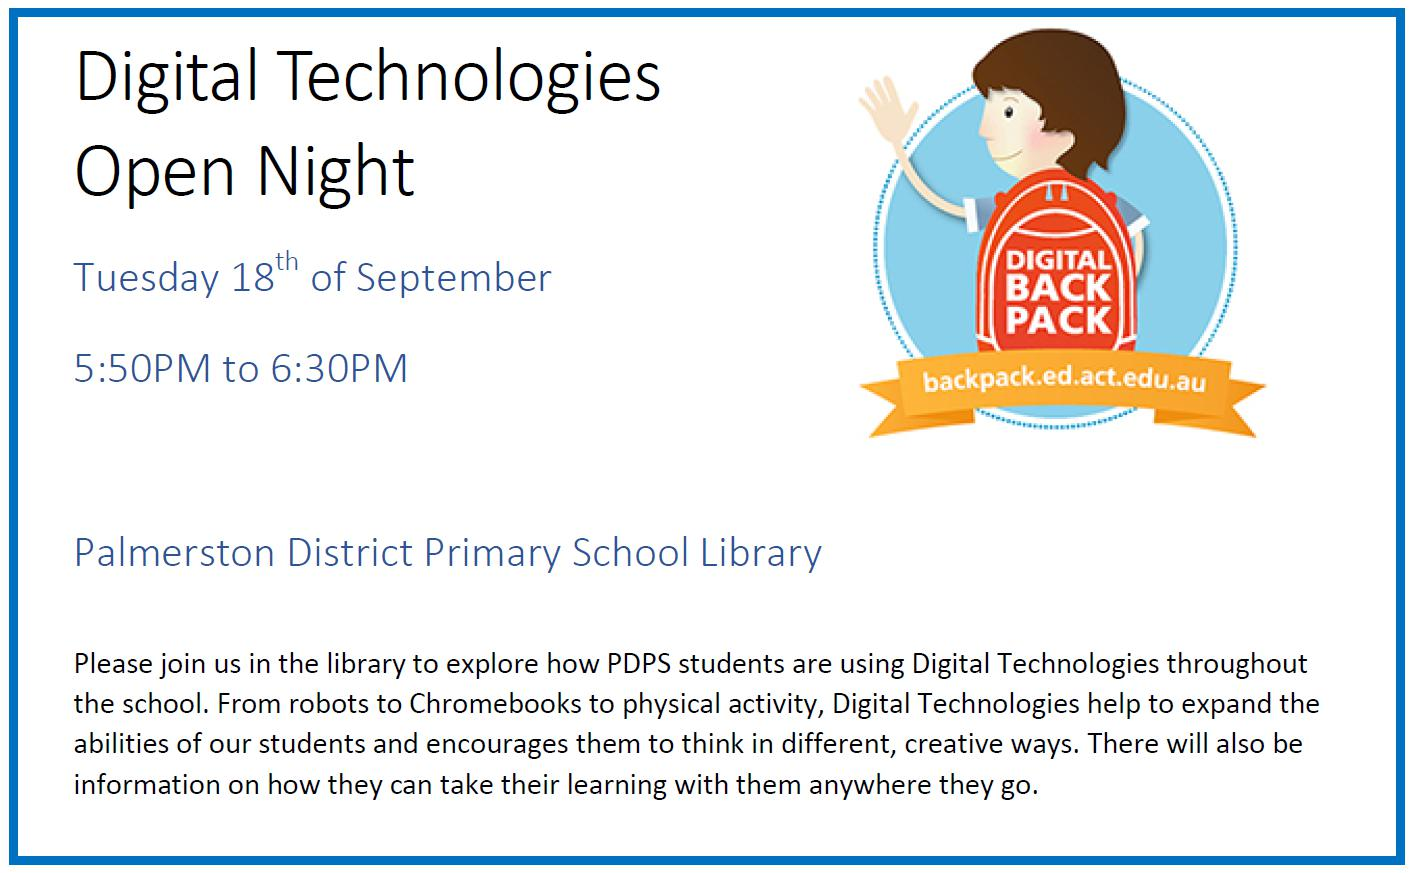 Digital Technologies
Open Night
Tuesday 18th of September
5:50PM to 6:30PM
DIGITAL
BACK
PACK
backpack.ed.act.edu.au
Palmerston District Primary School Library
Please join us in the library to explore how PDPS students are using Digital Technologies throughout
the school. From robots to Chromebooks to physical activity, Digital Technologies help to expand the
abilities of our students and encourages them to think in different, creative ways. There will also be
information on how they can take their learning with them anywhere they go.